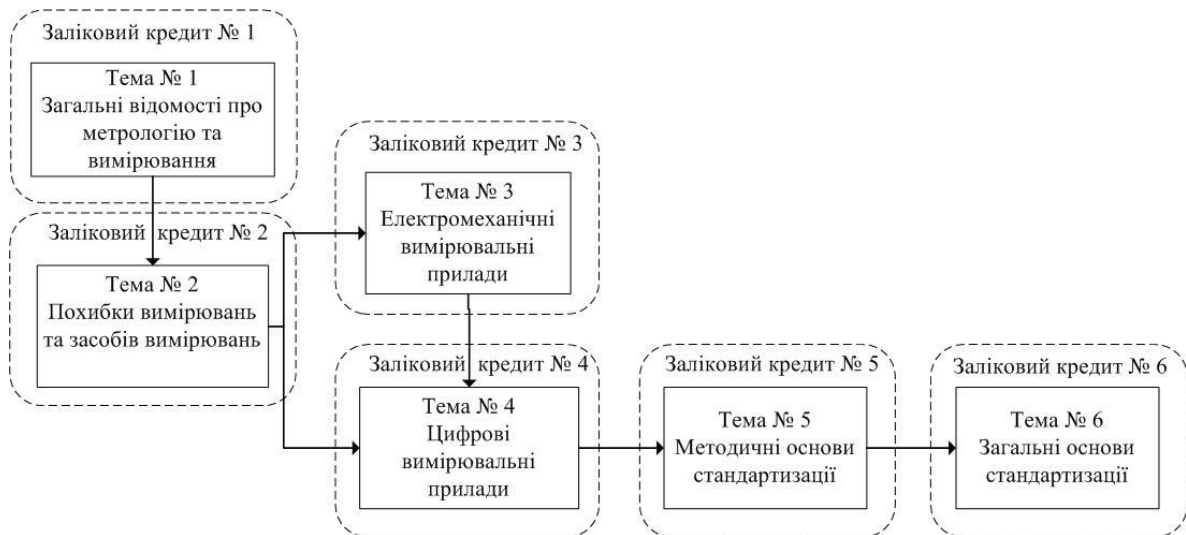 Заліковий кредит № 1
Тема № 1
Загальні відомості про
метрологію та
вимірювання
Заліковий кредит № 2
Тема № 2
Похибки вимірювань
та засобів вимірювань
Заліковий кредит № 3
Тема № 3
Електромеханічні
вимірювальні
прилади
Заліковий кредит № 4
Тема № 4
Цифрові
вимірювальні
прилади
Заліковий кредит № 5
Тема № 5
Методичні основи
стандартизації
Заліковий кредит № 6
Тема № 6
Загальні основи
стандартизації